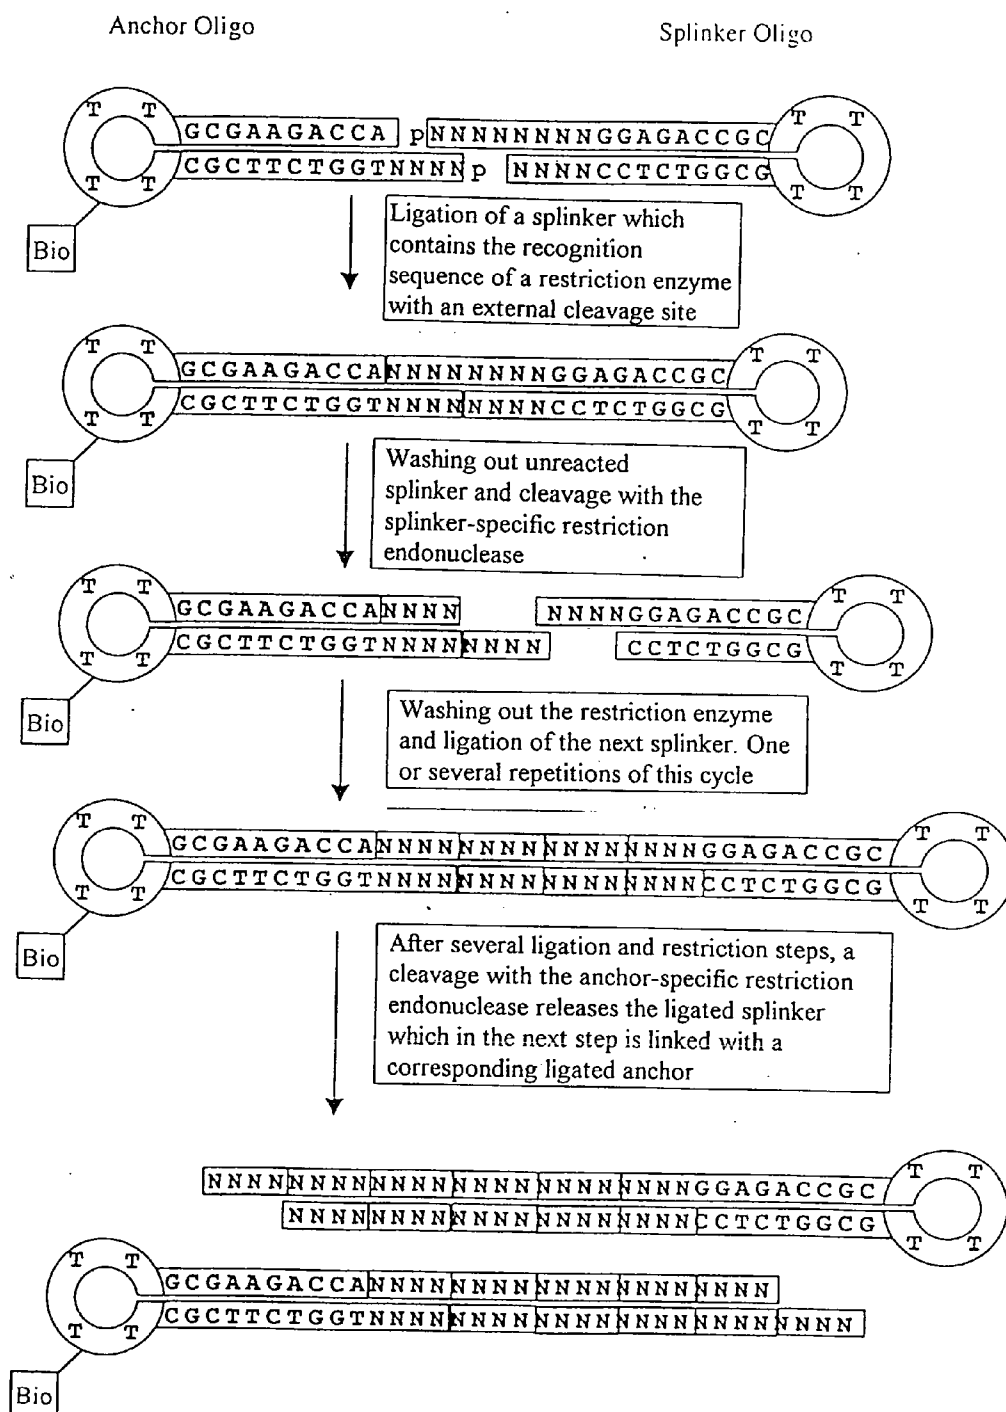 Anchor Oligo
Splinker Oligo
T T T T
GCGAAGACCA pNNNNNNNNGGAGACCGC
CGCTTCTGGTNNNNp NNNNCCTCTGGCG
T T T T
Bio
Ligation of a splinker which
contains the recognition
sequence of a restriction enzyme
with an external cleavage site
T T T T
GCGAAGACCANNNNNNNNGGAGACCGC
CGCTTCTGGTNNNNNNNNCCTCTGGCG
T T T T
Bio
Washing out unreacted
splinker and cleavage with the
splinker-specific restriction
endonuclease
T T T T
GCGAAGACCANNNN NNNNGGAGACCGC
CGCTTCTGGTNNNNNNNN CCTCTGGCG
T T T T
Bio
Washing out the restriction enzyme
and ligation of the next splinker. One
or several repetitions of this cycle
T T T T
GCGAAGACCANNNNNNNNNNNNNNNNGGAGACCGC
CGCTTCTGGTNNNNNNNNNNNNNNNNCCTCTGGCG
T T T T
Bio
After several ligation and restriction steps, a
cleavage with the anchor-specific restriction
endonuclease releases the ligated splinker
which in the next step is linked with a
corresponding ligated anchor
T T
NNNNNNNNNNNNNNNNNNNNNNNNGGAGACCGC
NNNNNNNNNNNNNNNNNNNNCCTCTGGCG
T T
T T
GCGAAGACCANNNNNNNNNNNNNNNNNNNN
CGCTTCTGGTNNNNNNNNNNNNNNNNNNNNNNNN
T T
Bio